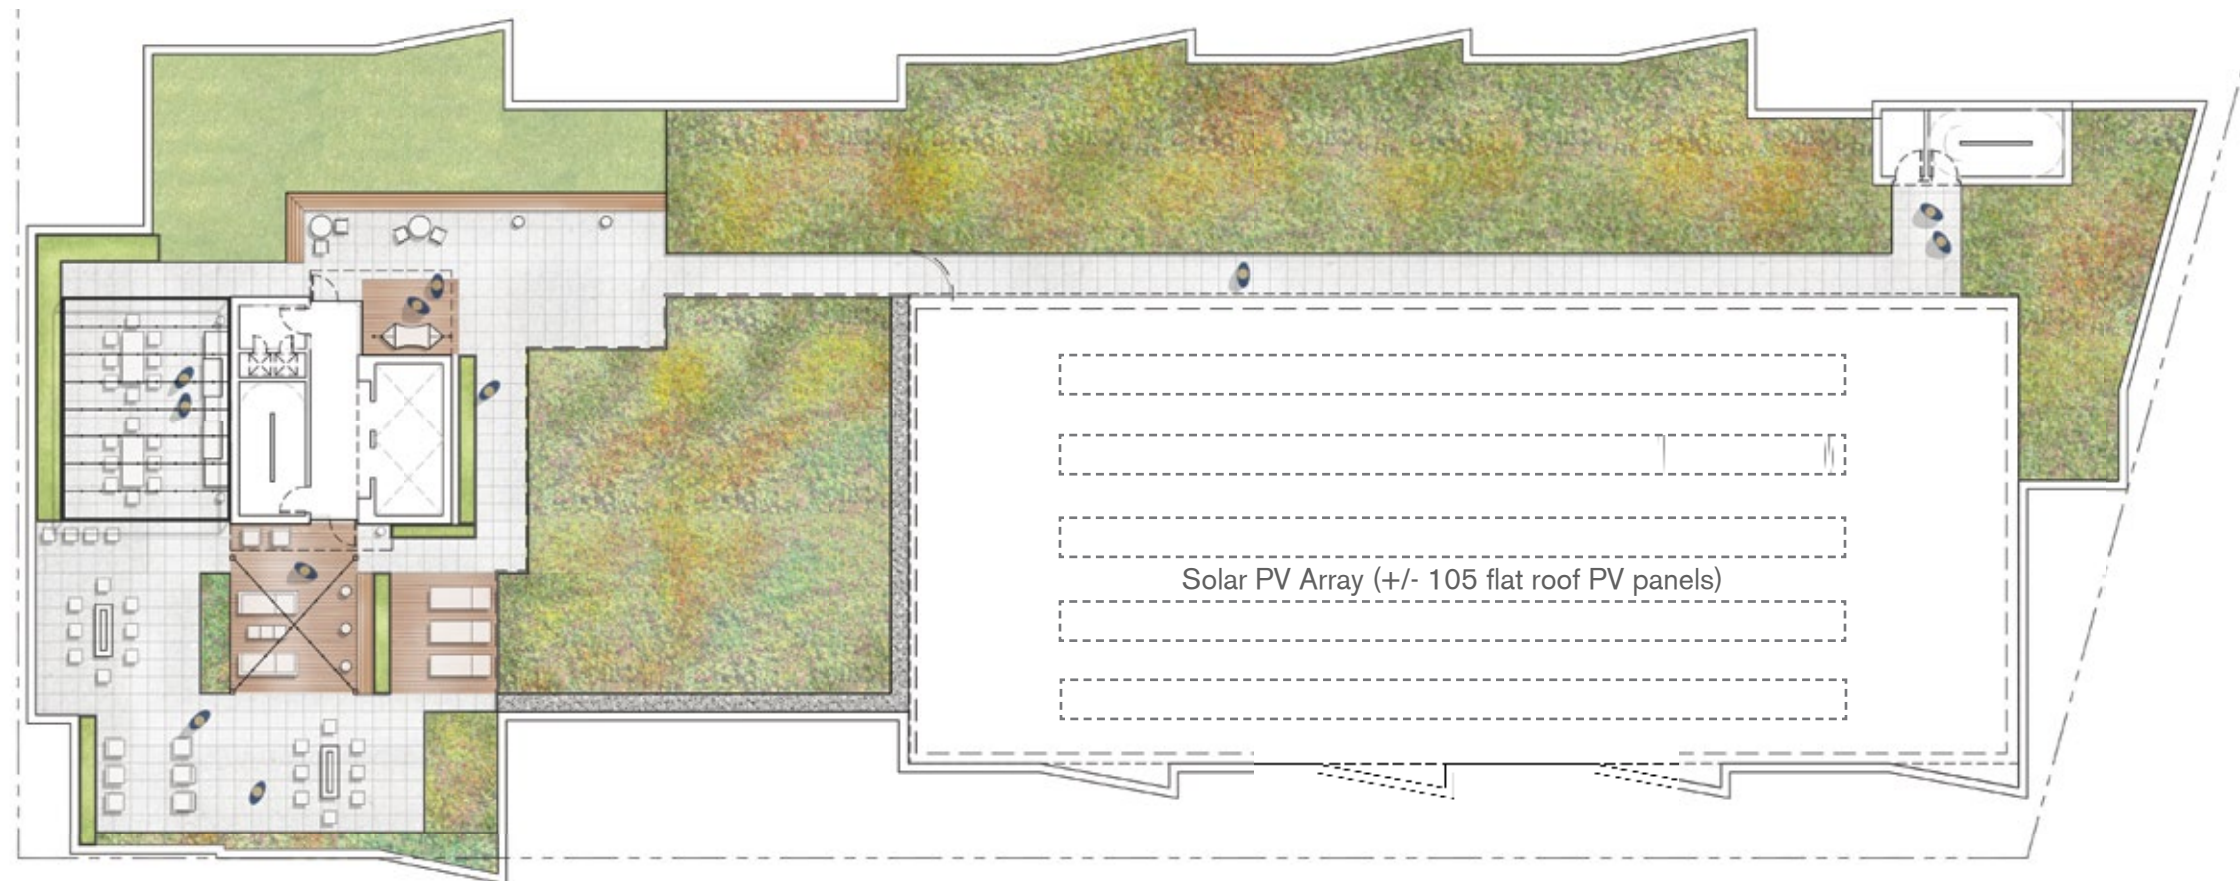 Solar PV Array (+/- 105 flat roof PV panels)